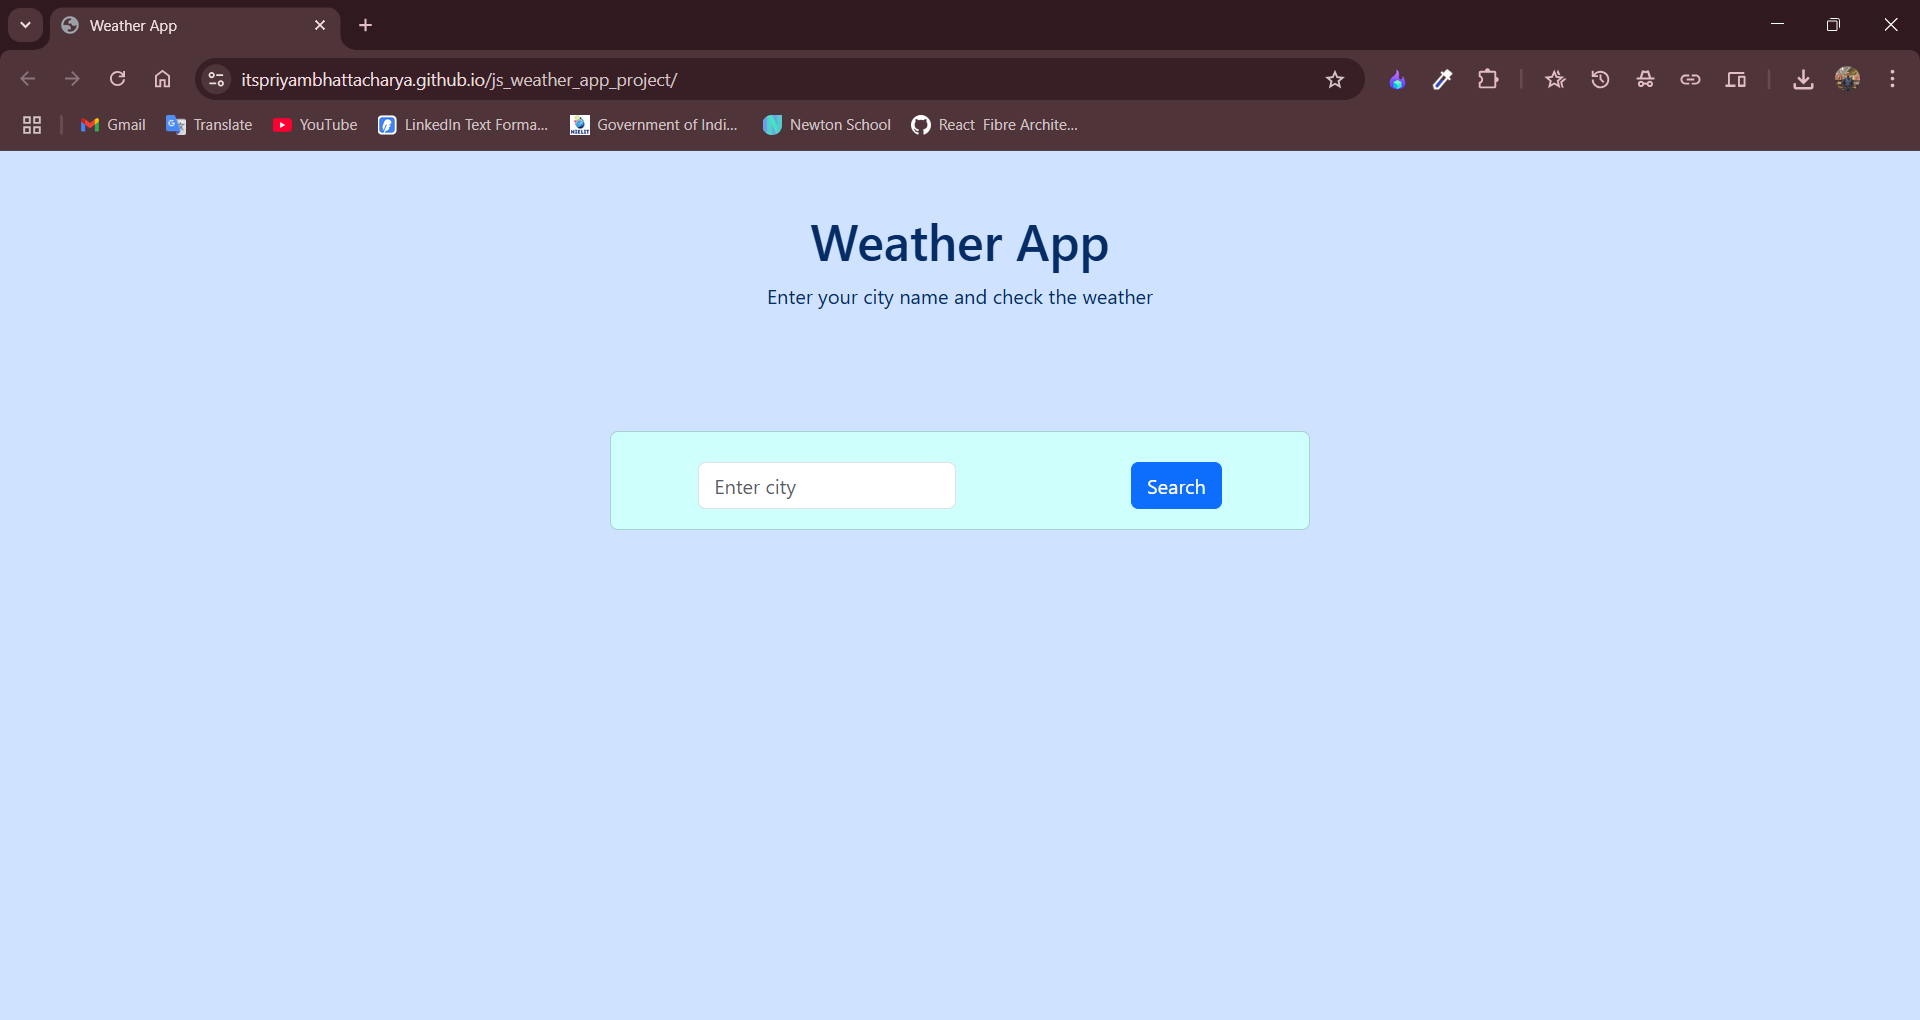 Weather App
itspriyambhattacharya.github.io/js_weather_app_project/
Gmail Translate YouTube LinkedIn Text Forma... Government of Indi... Newton School React Fibre Archite...
Weather App
Enter your city name and check the weather
Enter city Search